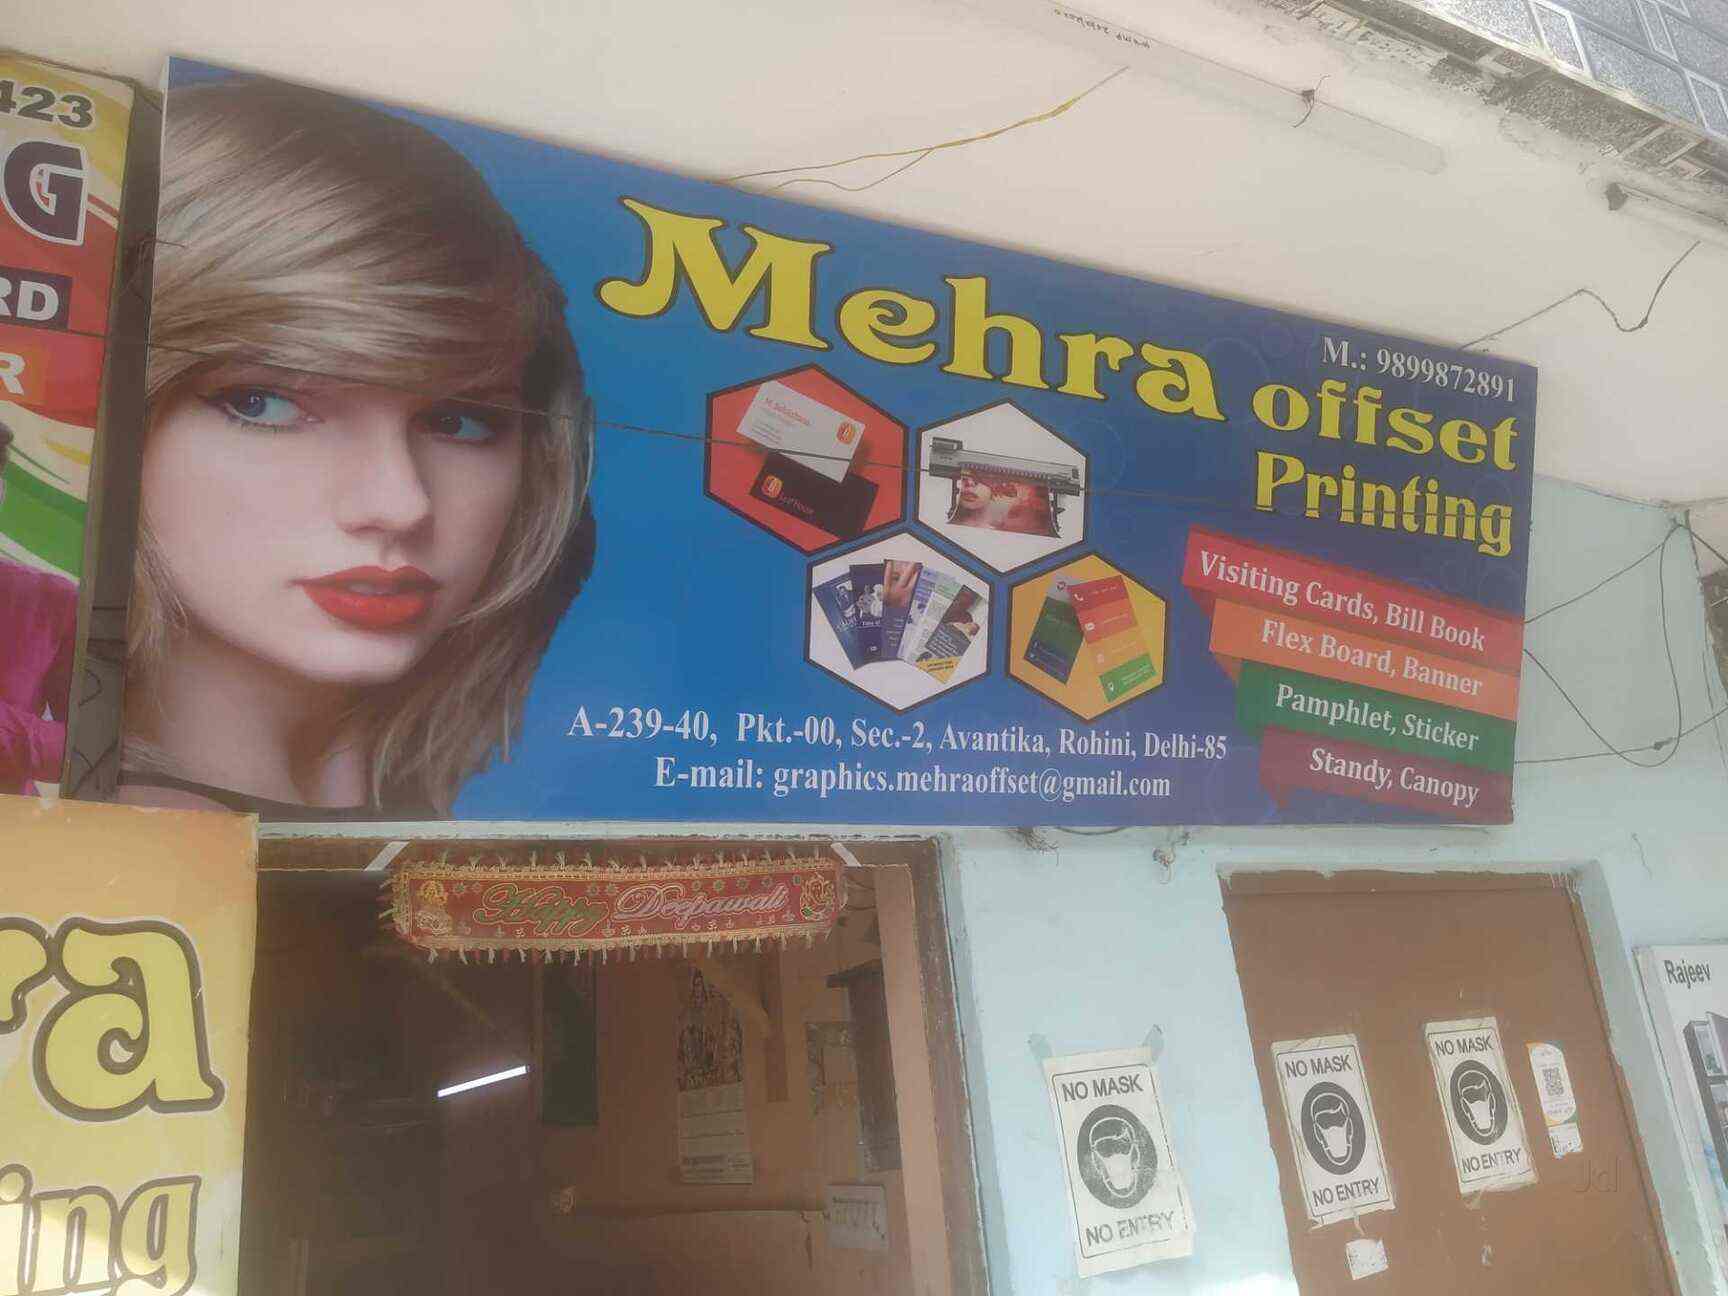 423
G
RD
R
Mehra offset
Printing
M.: 9899872891
Visiting Cards, Bill Book
Flex Board, Banner
Pamphlet, Sticker
Standy, Canopy
A-239-40, Pkt.-00, Sec.-2, Avantika, Rohini, Delhi-85
E-mail: graphics.mehraoffset@gmail.com
Happy Deepawali
ra
ing
NO MASK
NO ENTRY
NO MASK
NO ENTRY
NO MASK
NO ENTRY
Rajeev
Jd